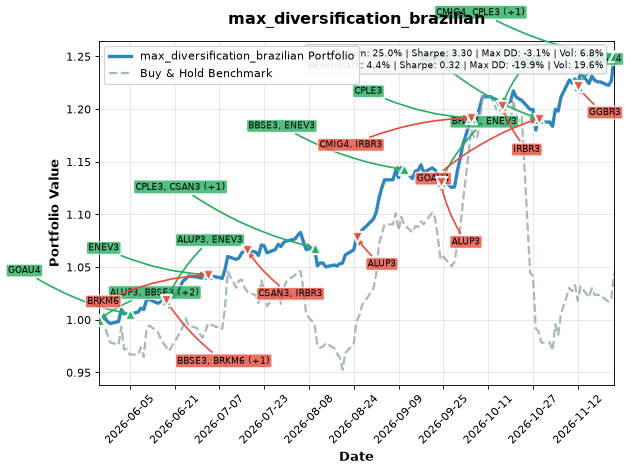 CMIG4, CPLE3 (+1)
max_diversification_brazilian
max_diversification_brazilian Portfolio
Buy & Hold Benchmark
25.0% | Sharpe: 3.30 | Max DD: -3.1% | Vol: 6.8%
4.4% | Sharpe: 0.32 | Max DD: -19.9% | Vol: 19.6%
CPLE3
GGBR3
BBSE3, ENEV3
ENEV3
CMIG4, IRBR3
IRBR3
CPLE3, CSAN3 (+1)
ALUP3, ENEV3
ENEV3
ALUP3
GOAU4
ALUP3
ALUP3, BBSE3 (+2)
CSAN3, IRBR3
BRKM6
BBSE3, BRKM6 (+1)
Portfolio Value
1.25
1.20
1.15
1.10
1.05
1.00
0.95
2026-06-05
2026-06-21
2026-07-07
2026-07-23
2026-08-08
2026-08-24
2026-09-09
2026-09-25
2026-10-11
2026-10-27
2026-11-12
Date